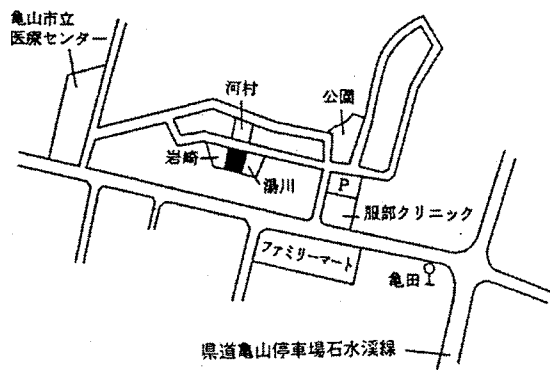 亀山市立
医療センター
河村
公園
岩崎
湯川
P
服部クリニック
ファミリーマート
亀田
県道亀山停車場石水渓線